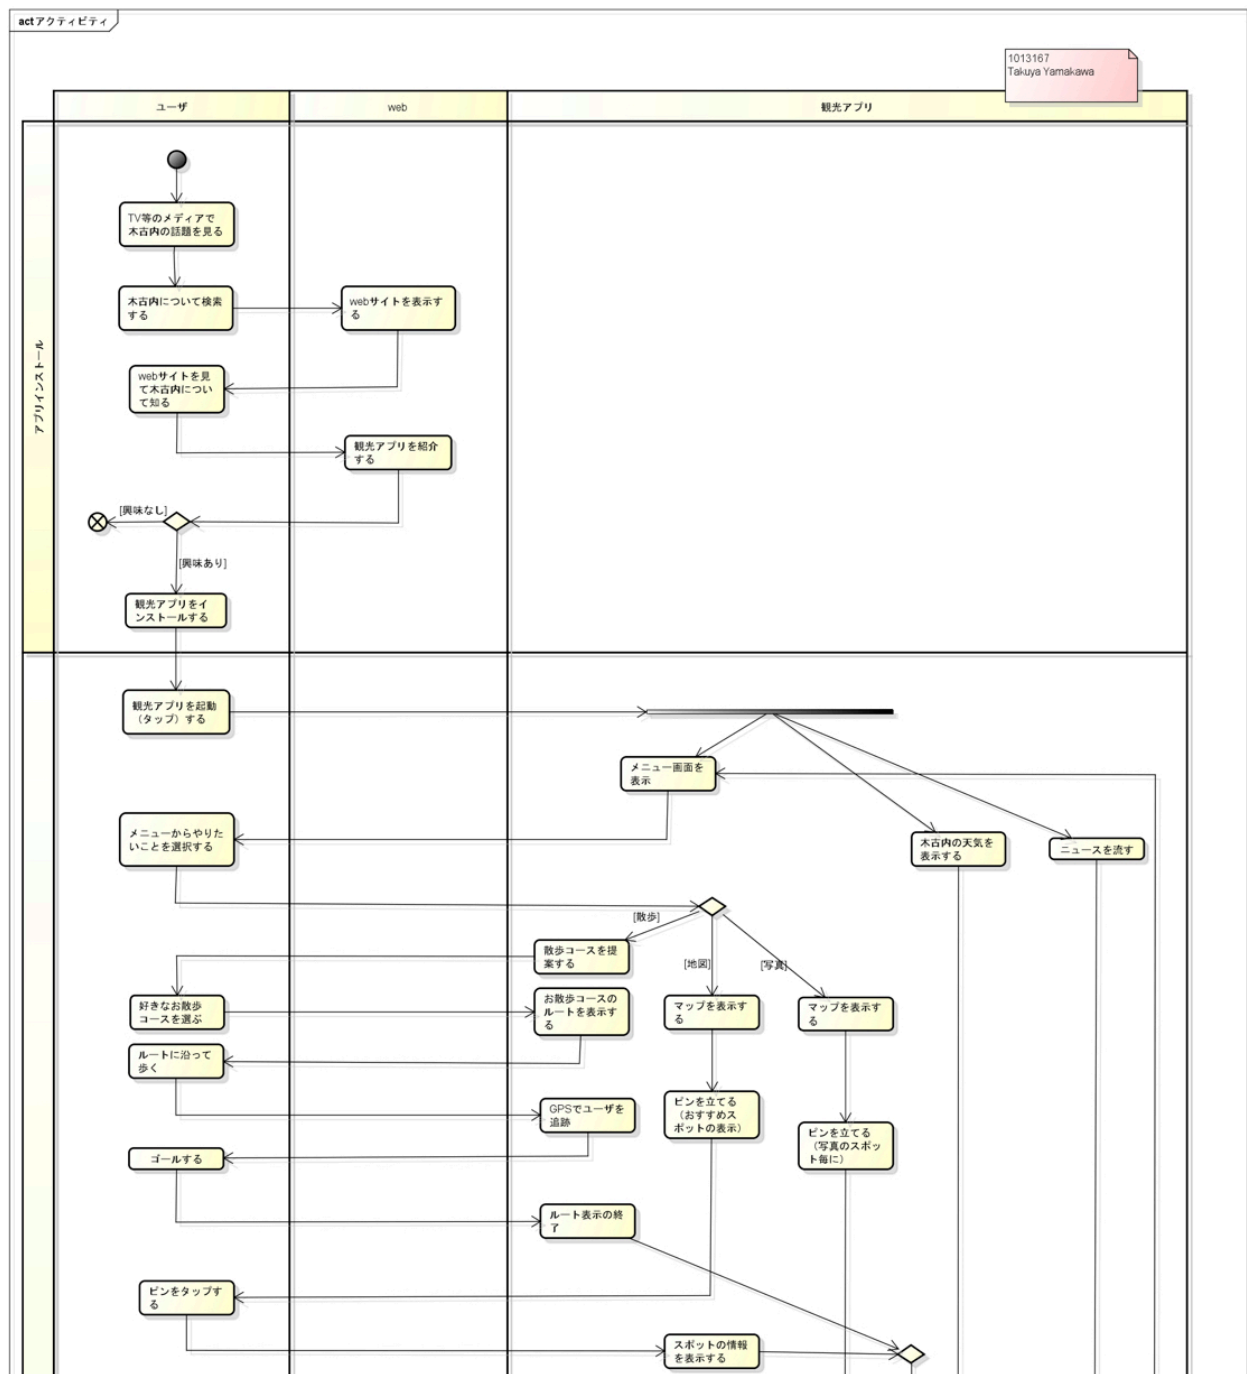 act アクティビティ
1013167
Takuya Yamakawa
ユーザ
web
観光アプリ
アプリインストール
TV等のメディアで
木古内の話題を見る
木古内について検索
する
webサイトを表示す
る
webサイトを見
て木古内につい
て知る
観光アプリを紹介
する
[興味なし]
[興味あり]
観光アプリをイ
ンストールする
観光アプリを起動
（タップ）する
メニュー画面を
表示
メニューからやりた
いことを選択する
木古内の天気を
表示する
ニュースを流す
[散歩]
散歩コースを提
案する
[地図]
[写真]
好きなお散歩
コースを選ぶ
お散歩コースの
ルートを表示す
る
マップを表示す
る
マップを表示す
る
ルートに沿って
歩く
GPSでユーザを
追跡
ピンを立てる
（おすすめス
ポットの表示）
ピンを立てる
（写真のスポッ
ト毎に）
ゴールする
ルート表示の終
了
ピンをタップす
る
スポットの情報
を表示する